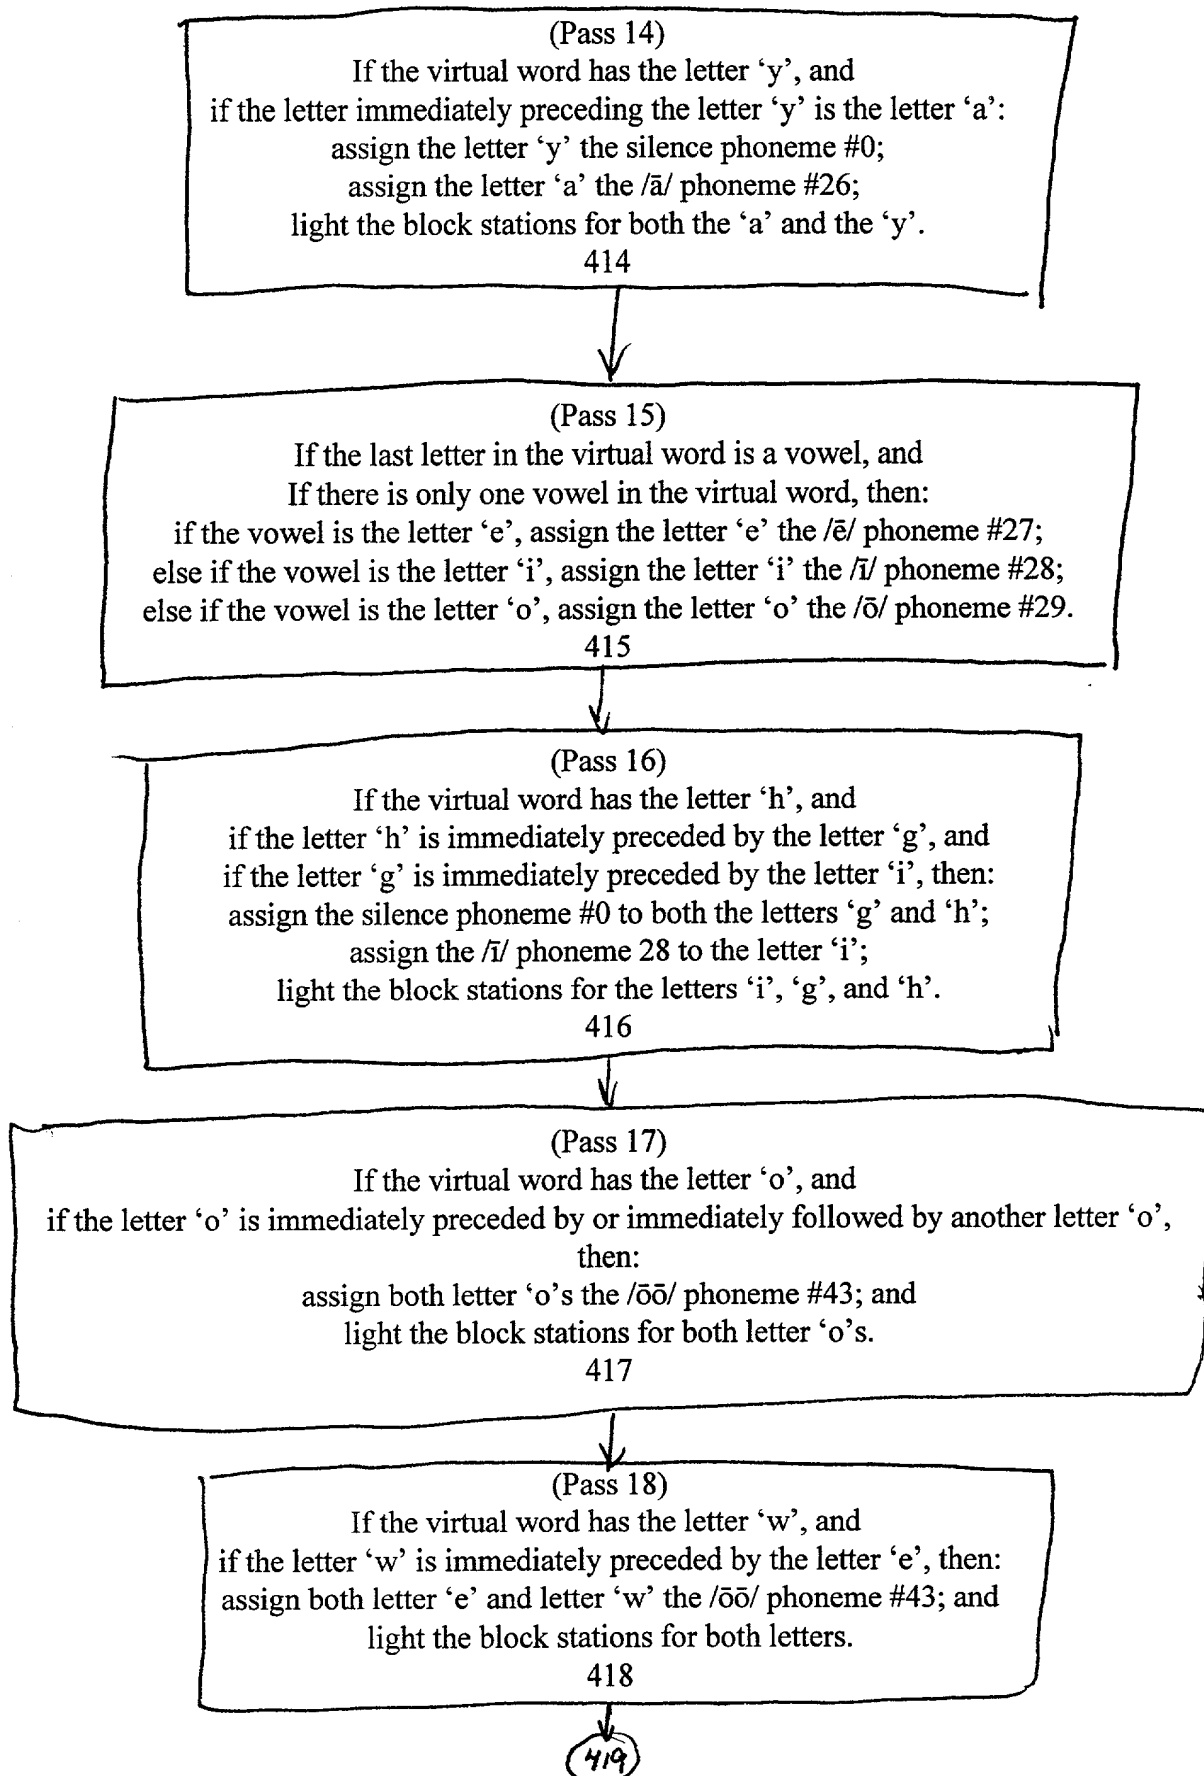 (Pass 14)
If the virtual word has the letter ‘y’, and
if the letter immediately preceding the letter ‘y’ is the letter ‘a’:
assign the letter ‘y’ the silence phoneme #0;
assign the letter ‘a’ the /ā/ phoneme #26;
light the block stations for both the ‘a’ and the ‘y’.
414
(Pass 15)
If the last letter in the virtual word is a vowel, and
If there is only one vowel in the virtual word, then:
if the vowel is the letter ‘e’, assign the letter ‘e’ the /ē/ phoneme #27;
else if the vowel is the letter ‘i’, assign the letter ‘i’ the /ī/ phoneme #28;
else if the vowel is the letter ‘o’, assign the letter ‘o’ the /ō/ phoneme #29.
415
(Pass 16)
If the virtual word has the letter ‘h’, and
if the letter ‘h’ is immediately preceded by the letter ‘g’, and
if the letter ‘g’ is immediately preceded by the letter ‘i’, then:
assign the silence phoneme #0 to both the letters ‘g’ and ‘h’;
assign the /ī/ phoneme 28 to the letter ‘i’;
light the block stations for the letters ‘i’, ‘g’, and ‘h’.
416
(Pass 17)
If the virtual word has the letter ‘o’, and
if the letter ‘o’ is immediately preceded by or immediately followed by another letter ‘o’,
then:
assign both letter ‘o’s the /ōō/ phoneme #43; and
light the block stations for both letter ‘o’s.
417
(Pass 18)
If the virtual word has the letter ‘w’, and
if the letter ‘w’ is immediately preceded by the letter ‘e’, then:
assign both letter ‘e’ and letter ‘w’ the /ōō/ phoneme #43; and
light the block stations for both letters.
418
419